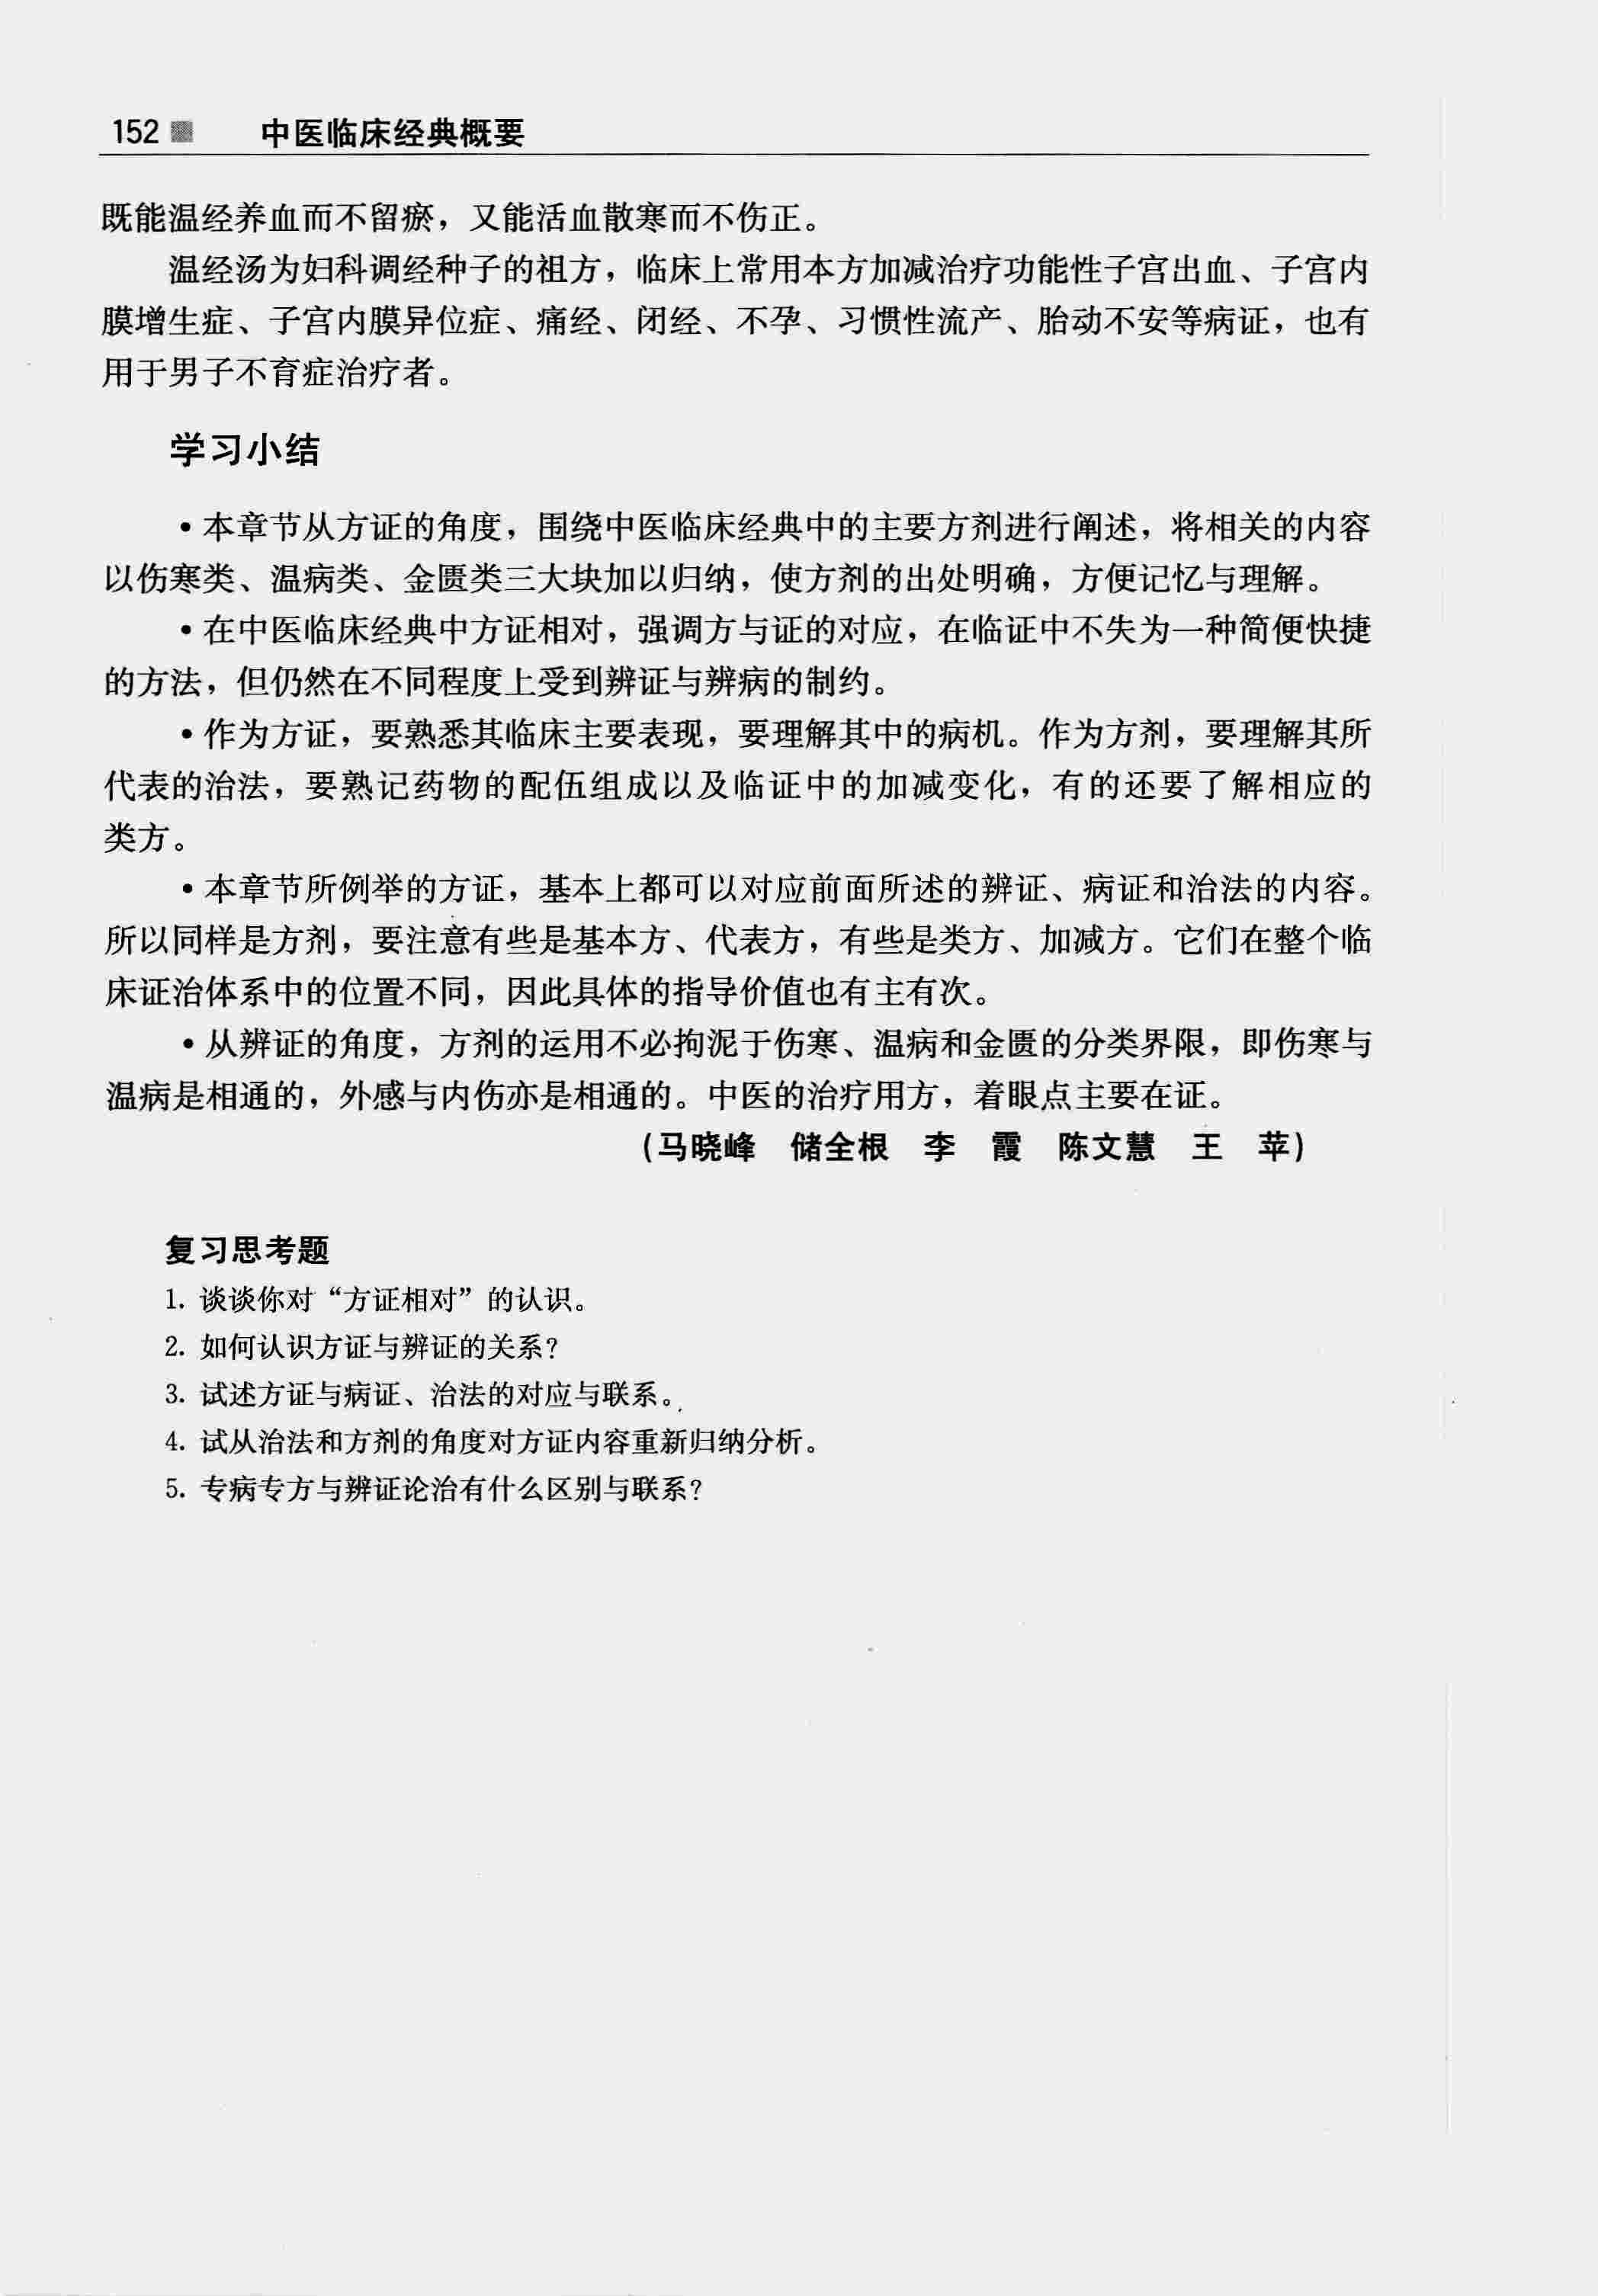 152 中医临床经典概要
既能温经养血而不留瘀，又能活血散寒而不伤正。
温经汤为妇科调经种子的祖方，临床上常用本方加减治疗功能性子宫出血、子宫内
膜增生症、子宫内膜异位症、痛经、闭经、不孕、习惯性流产、胎动不安等病证，也有
用于男子不育症治疗者。
学习小结
•本章节从方证的角度，围绕中医临床经典中的主要方剂进行阐述，将相关的内容
以伤寒类、温病类、金匮类三大块加以归纳，使方剂的出处明确，方便记忆与理解。
•在中医临床经典中方证相对，强调方与证的对应，在临证中不失为一种简便快捷
的方法，但仍然在不同程度上受到辨证与辨病的制约。
•作为方证，要熟悉其临床主要表现，要理解其中的病机。作为方剂，要理解其所
代表的治法，要熟记药物的配伍组成以及临证中的加减变化，有的还要了解相应的
类方。
•本章节所例举的方证，基本上都可以对应前面所述的辨证、病证和治法的内容。
所以同样是方剂，要注意有些是基本方、代表方，有些是类方、加减方。它们在整个临
床证治体系中的位置不同，因此具体的指导价值也有主有次。
•从辨证的角度，方剂的运用不必拘泥于伤寒、温病和金匮的分类界限，即伤寒与
温病是相通的，外感与内伤亦是相通的。中医的治疗用方，着眼点主要在证。
(马晓峰 储全根 李 霞 陈文慧 王 苹)
复习思考题
1. 谈谈你对“方证相对”的认识。
2. 如何认识方证与辨证的关系?
3. 试述方证与病证、治法的对应与联系。
4. 试从治法和方剂的角度对方证内容重新归纳分析。
5. 专病专方与辨证论治有什么区别与联系?